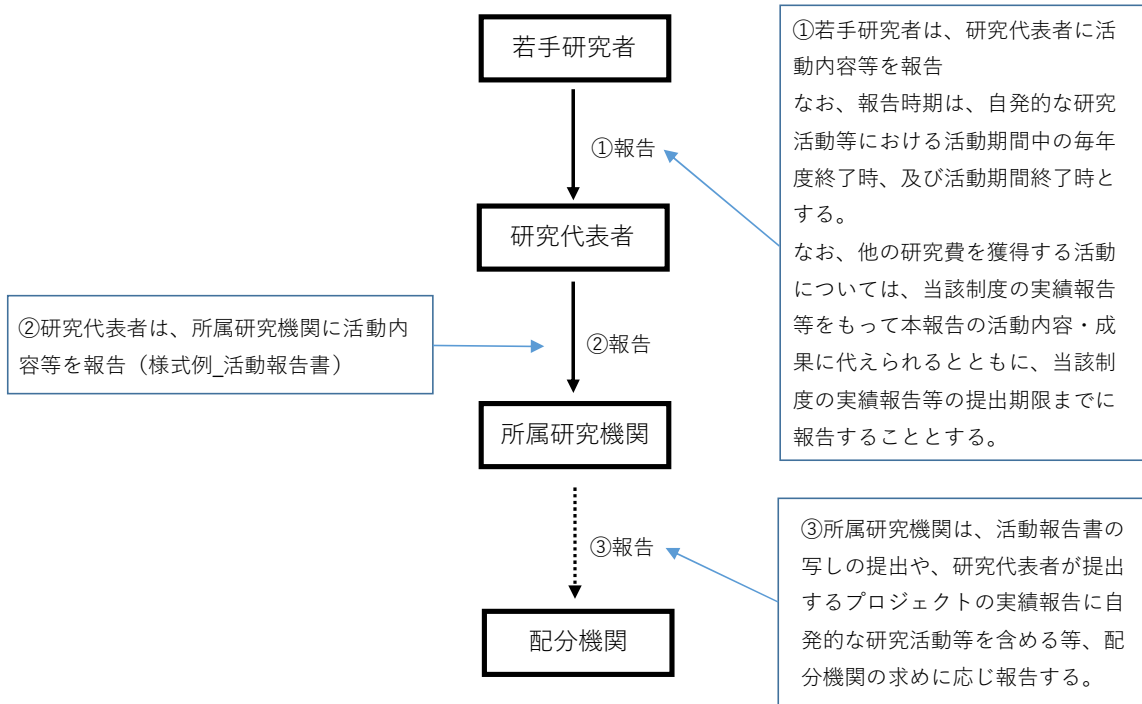 若手研究者
①報告
研究代表者
②報告
所属研究機関
③報告
配分機関
①若手研究者は、研究代表者に活
動内容等を報告
なお、報告時期は、自発的な研究
活動等における活動期間中の毎年
度終了時、及び活動期間終了時と
する。
なお、他の研究費を獲得する活動
については、当該制度の実績報告
等をもって本報告の活動内容・成
果に代えられるとともに、当該制
度の実績報告等の提出期限までに
報告することとする。
②研究代表者は、所属研究機関に活動内
容等を報告（様式例_活動報告書）
③所属研究機関は、活動報告書の
写しの提出や、研究代表者が提出
するプロジェクトの実績報告に自
発的な研究活動等を含める等、配
分機関の求めに応じ報告する。